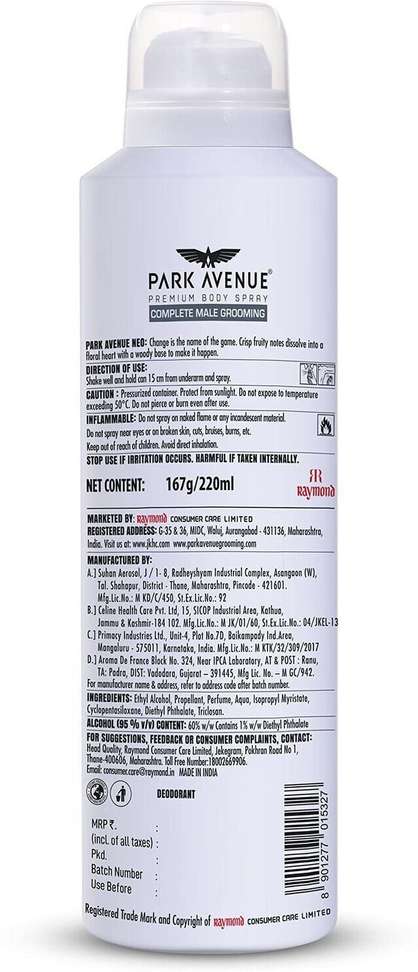 PARK AVENUE®
PREMIUM BODY SPRAY
COMPLETE MALE GROOMING
PARK AVENUE NEO: Change is the name of the game. Crisp fruity notes dissolve into a
floral heart with a woody base to make it happen.
DIRECTION OF USE:
Shake well and hold can 15 cm from underarm and spray.
CAUTION : Pressurized container. Protect from sunlight. Do not expose to temperature
exceeding 50°C. Do not pierce or burn even after use.
INFLAMMABLE: Do not spray on naked flame or any incandescent material.
Do not spray near eyes or on broken skin, cuts, bruises, burns, etc.
Keep out of reach of children. Avoid direct inhalation.
STOP USE IF IRRITATION OCCURS. HARMFUL IF TAKEN INTERNALLY.
NET CONTENT: 167g/220ml
Raymond
MARKETED BY: Raymond CONSUMER CARE LIMITED
REGISTERED ADDRESS: G-35 & 36, MIDC, Waluj, Aurangabad - 431136, Maharashtra,
India. Visit us at: www.jkhc.com www.parkavenuegrooming.com
MANUFACTURED BY:
A.] Suhan Aerosol, J / 1- 8, Radheyshyam Industrial Complex, Asangaon (W),
Tal. Shahapur, District - Thane, Maharashtra, Pincode - 421601.
Mfg.Lic.No.: M KD/C/450, St.Ex.Lic.No.: 92
B.] Celine Health Care Pvt. Ltd, 15, SICOP Industrial Area, Kathua,
Jammu & Kashmir-184 102. Mfg.Lic.No.: M JK/01/60, St.Ex.Lic.No.: 04/JKEL-13
C.] Primacy Industries Ltd., Unit-4, Plot No.7D, Baikampady Ind.Area,
Mangaluru - 575011, Karnataka, India. Mfg.Lic.No.: M KTK/32/309/2017
D.] Aroma De France Block No. 324, Near IPCA Laboratory, AT & POST : Ranu,
TA: Padra, DIST: Vadodara, Gujarat – 391445, Mfg Lic. No. – M GC/942.
For manufacturer name & address, refer to address code after batch number.
INGREDIENTS: Ethyl Alcohol, Propellant, Perfume, Aqua, Isopropyl Myristate,
Cyclopentasiloxane, Diethyl Phthalate, Triclosan.
ALCOHOL (95 % v/v) CONTENT: 60% w/w Contains 1% w/w Diethyl Phthalate
FOR SUGGESTIONS, FEEDBACK OR CONSUMER COMPLAINTS, CONTACT:
Head Quality, Raymond Consumer Care Limited, Jekegram, Pokhran Road No 1,
Thane-400606, Maharashtra. Toll Free Number:18002669906.
Email: consumer.care@raymond.in MADE IN INDIA
DEODORANT
MRP ₹. :
(incl. of all taxes) :
Pkd. :
Batch Number :
Use Before :
8 901277 015327
Registered Trade Mark and Copyright of Raymond CONSUMER CARE LIMITED